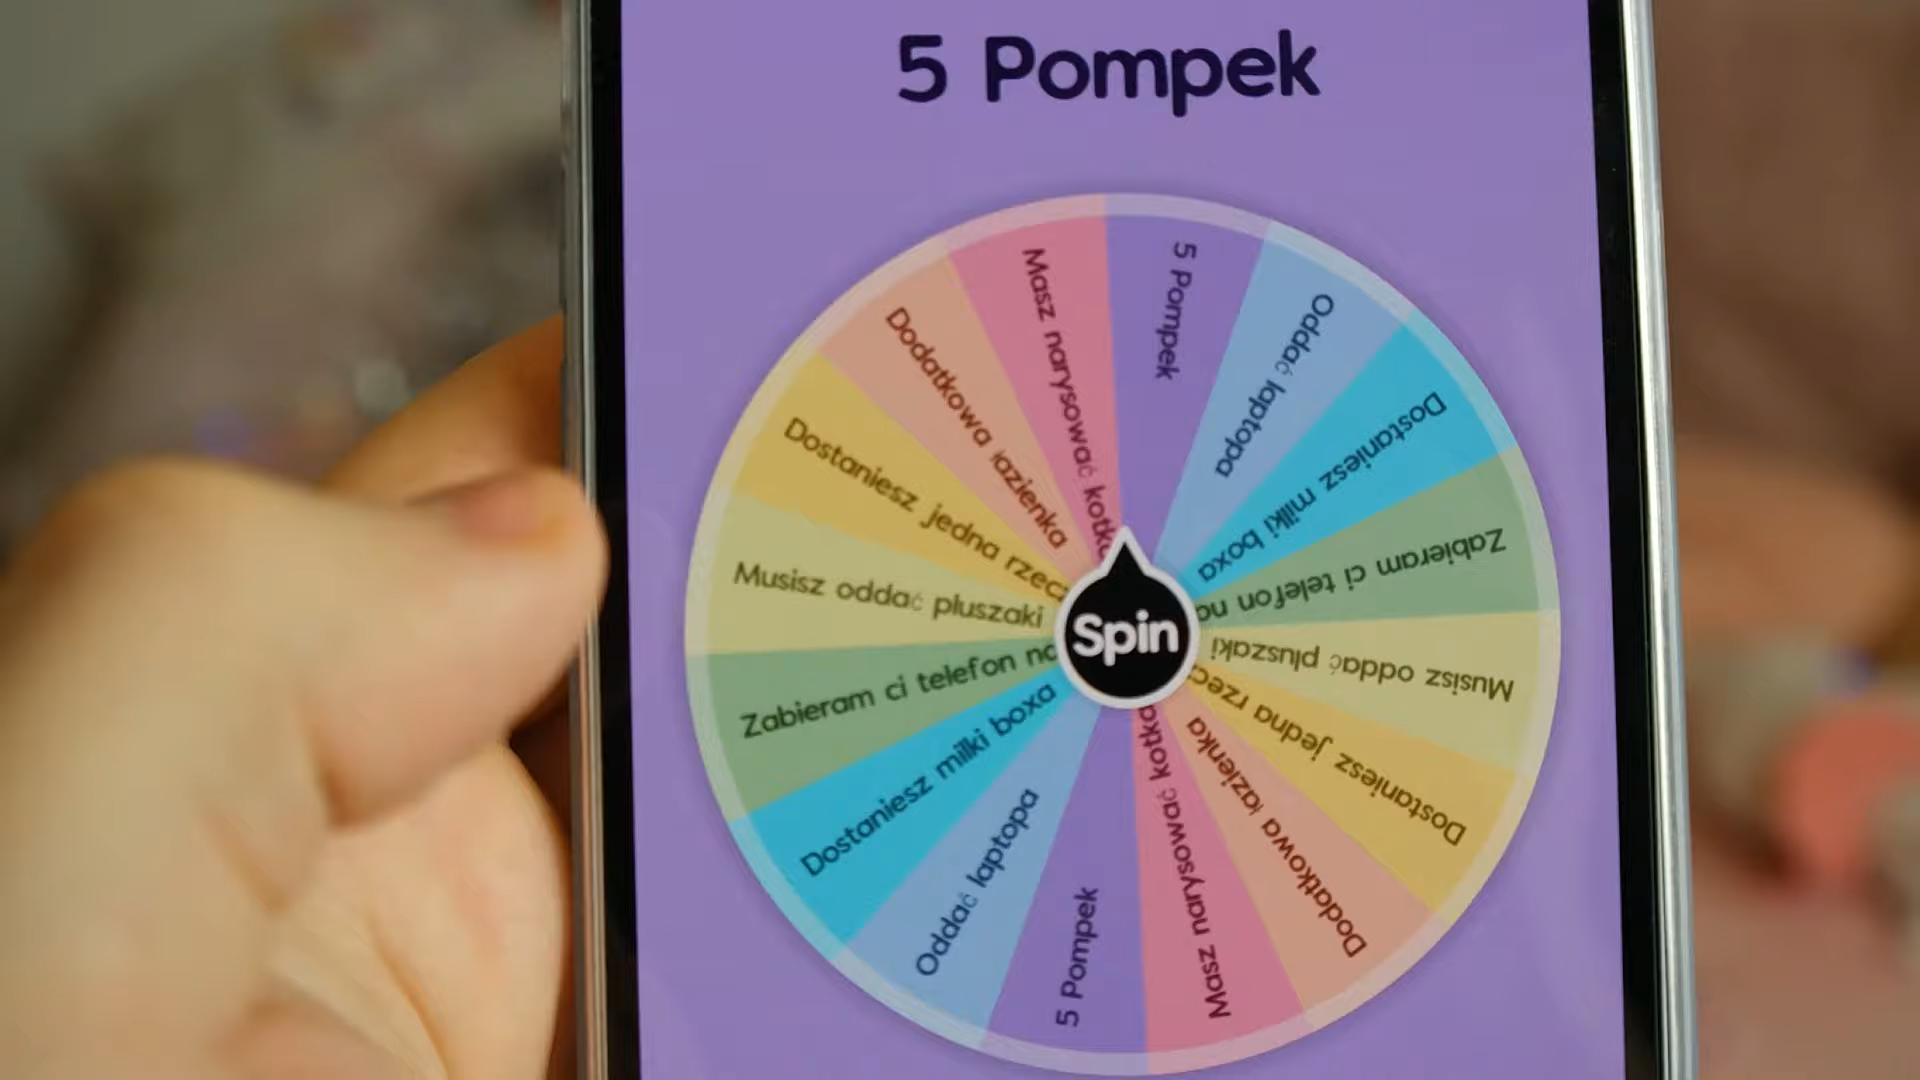 5 Pompek
5 Pompek
Oddać laptopa
Dostaniesz milki boxa
Zabieram ci telefon na
Musisz oddać pluszaki
Dostaniesz jedna rzecz
Dodatkowa łazienka
Masz narysować kotka
5 Pompek
Oddać laptopa
Dostaniesz milki boxa
Zabieram ci telefon na
Musisz oddać pluszaki
Dostaniesz jedna rzecz
Dodatkowa łazienka
Masz narysować kotka
Spin